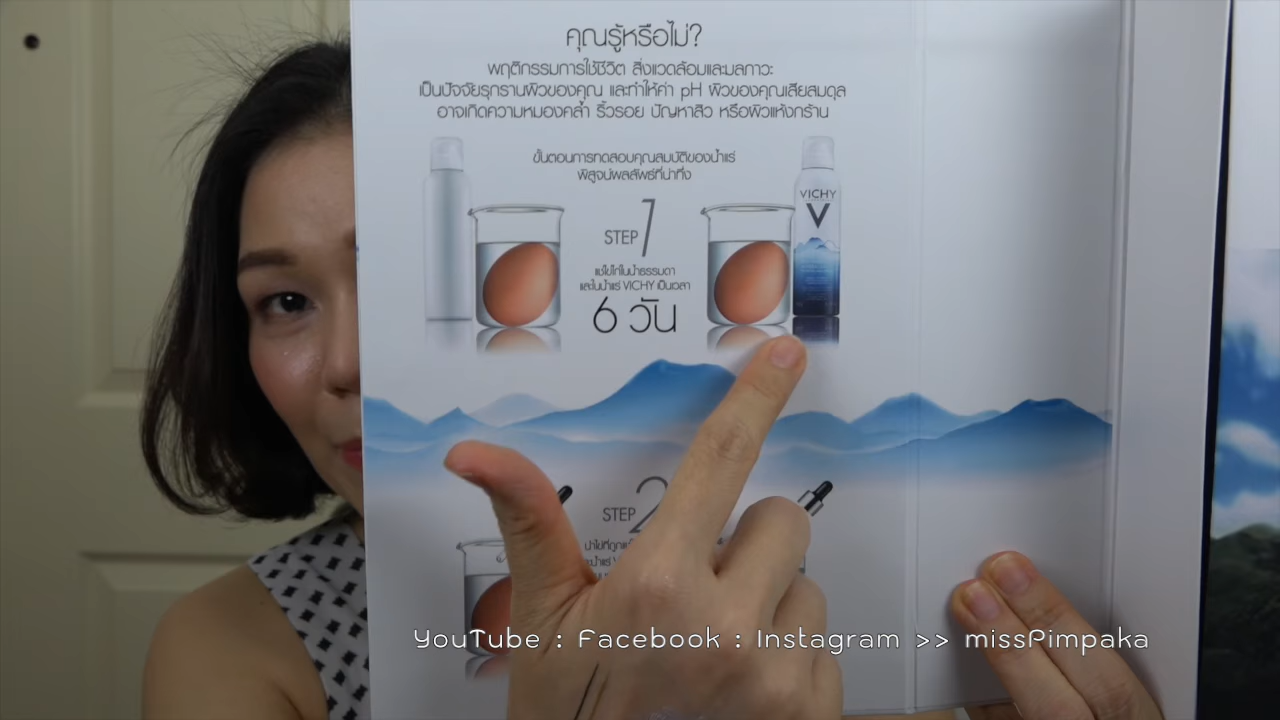 คุณรู้หรือไม่?
พฤติกรรมการใช้ชีวิต สิ่งแวดล้อมและมลภาวะ
เป็นปัจจัยรุกรานผิวของคุณ และทำให้ค่า pH ผิวของคุณเสียสมดุล
อาจเกิดความหมองคล้ำ ริ้วรอย ปัญหาสิว หรือผิวแห้งกร้าน
ขั้นตอนการทดสอบคุณสมบัติของน้ำแร่
พิสูจน์ผลลัพธ์ที่น่าทึ่ง
VICHY
STEP 1
แช่ไข่ไก่ในน้ำธรรมดา
และในน้ำแร่ VICHY เป็นเวลา
6 วัน
STEP 2
นำไข่ที่ถูก
YouTube : Facebook : Instagram >> missPimpaka